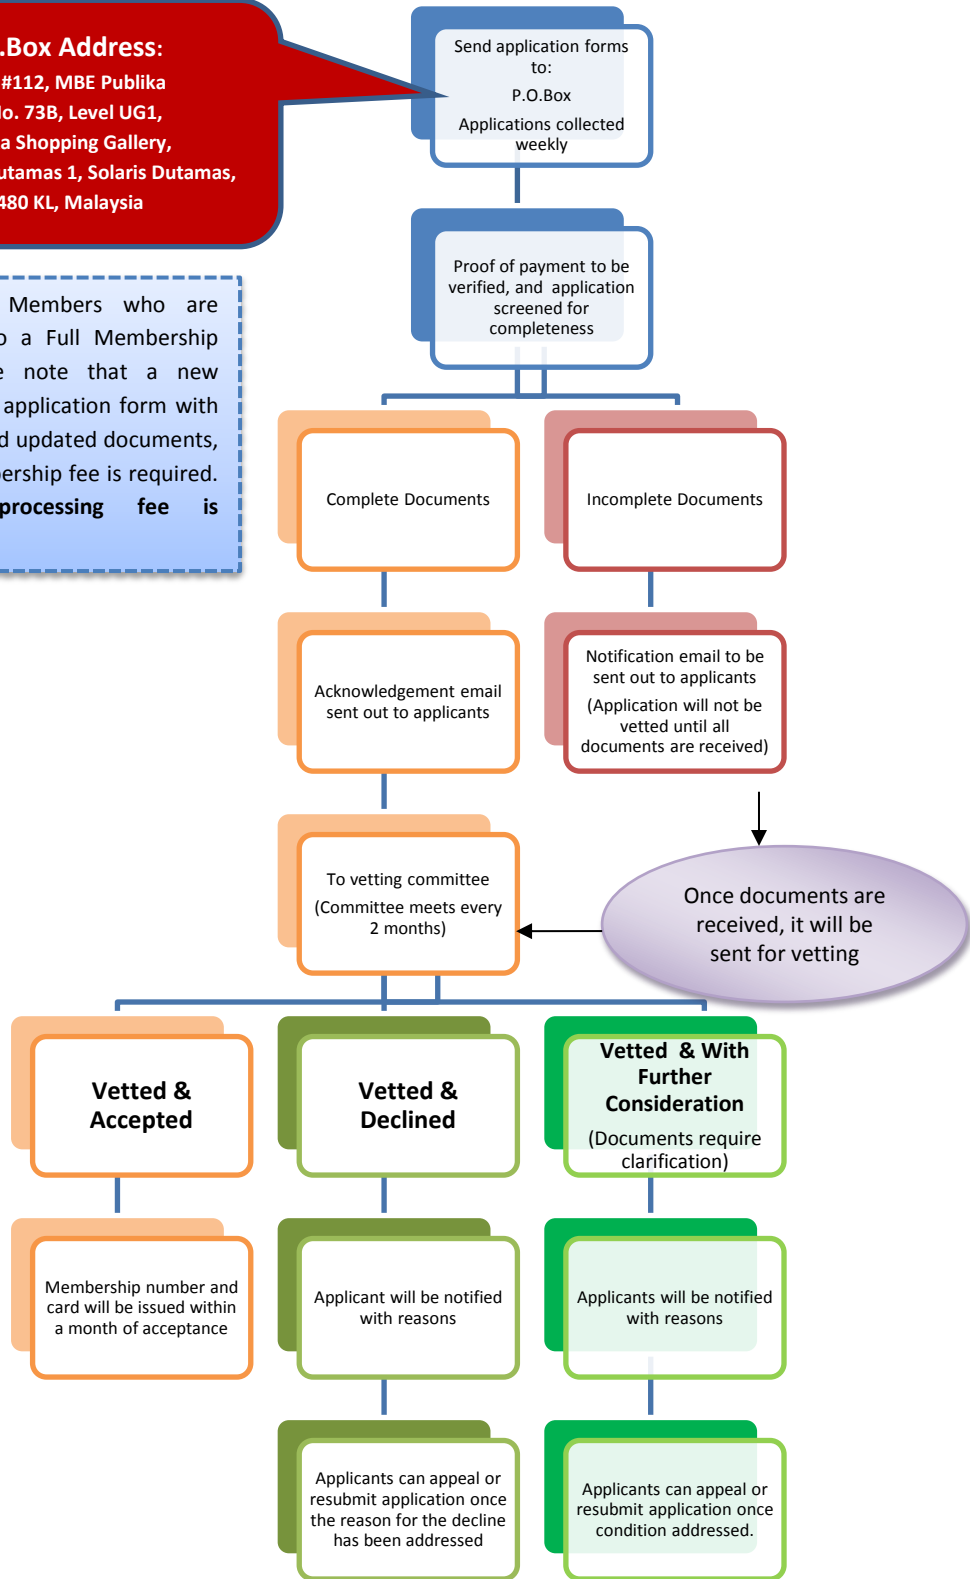 .Box Address:
#112, MBE Publika
No. 73B, Level UG1,
a Shopping Gallery,
utamas 1, Solaris Dutamas,
480 KL, Malaysia
Members who are
o a Full Membership
e note that a new
application form with
d updated documents,
bership fee is required.
processing fee is
Send application forms
to:
P.O.Box
Applications collected
weekly
Proof of payment to be
verified, and application
screened for
completeness
Complete Documents
Incomplete Documents
Acknowledgement email
sent out to applicants
Notification email to be
sent out to applicants
(Application will not be
vetted until all
documents are received)
To vetting committee
(Committee meets every
2 months)
Once documents are
received, it will be
sent for vetting
Vetted &
Accepted
Vetted &
Declined
Vetted & With
Further
Consideration
(Documents require
clarification)
Membership number and
card will be issued within
a month of acceptance
Applicant will be notified
with reasons
Applicants will be notified
with reasons
Applicants can appeal or
resubmit application once
the reason for the decline
has been addressed
Applicants can appeal or
resubmit application once
condition addressed.